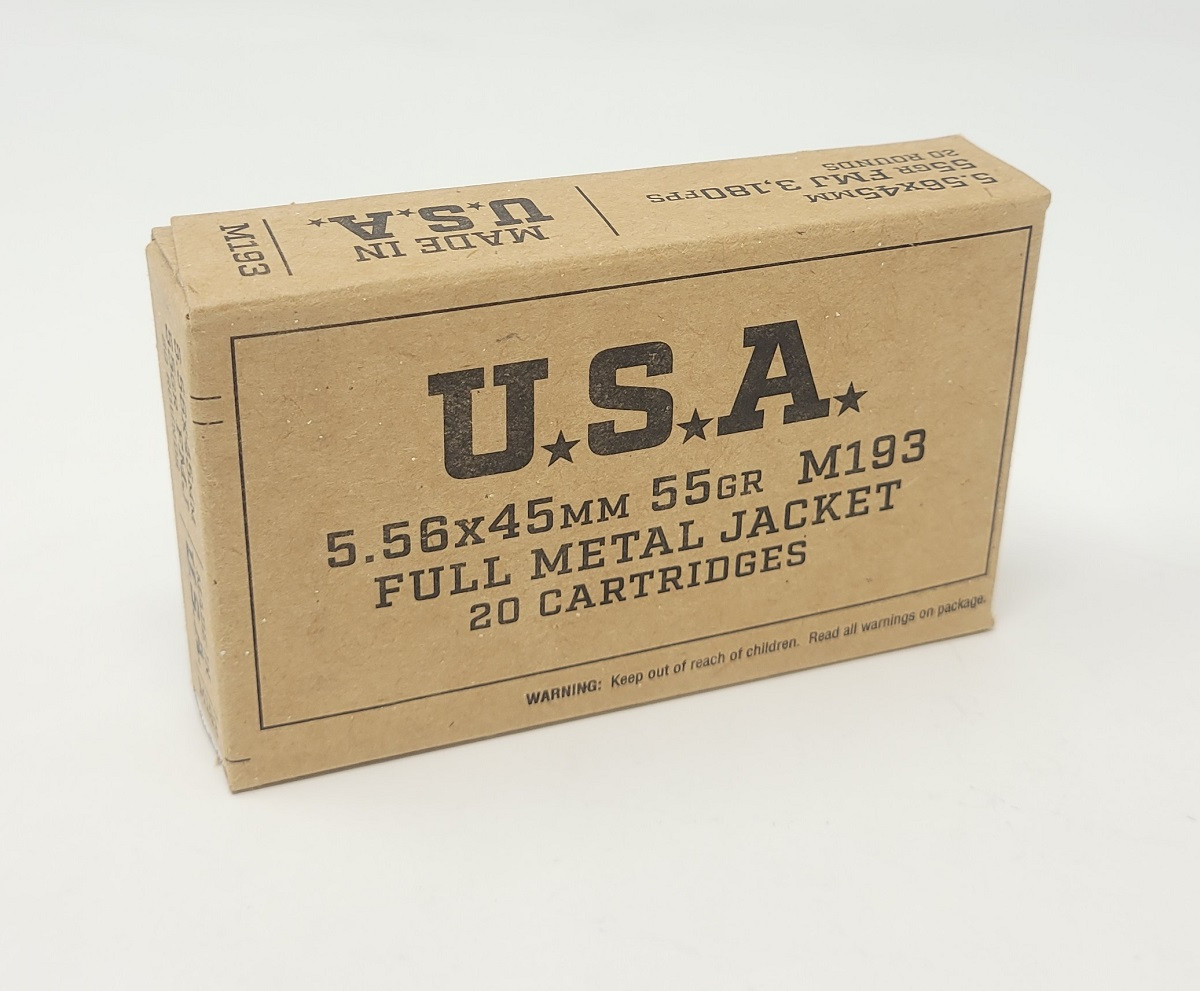 5.56x45MM
55GR FMJ 3,180FPS
20 ROUNDS
MADE IN
U.S.A.
M193
U.S.A.
5.56x45MM 55GR M193
FULL METAL JACKET
20 CARTRIDGES
WARNING: Keep out of reach of children. Read all warnings on package.